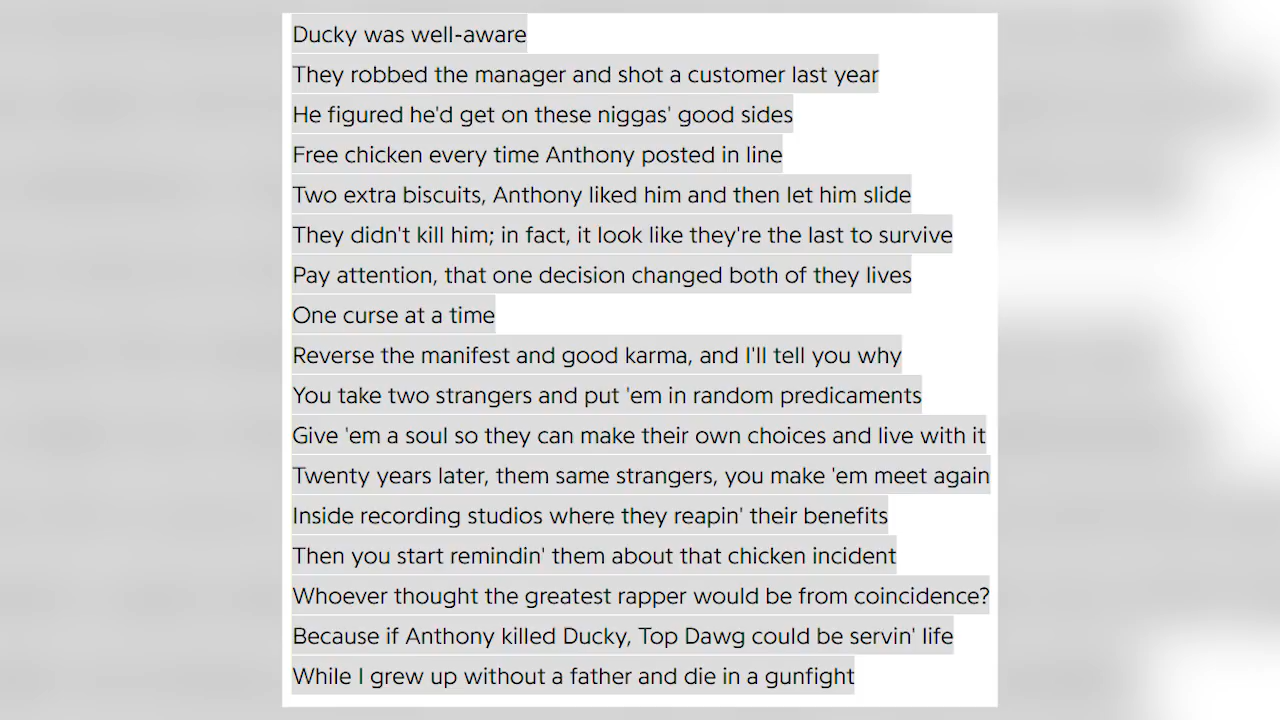 Ducky was well-aware
They robbed the manager and shot a customer last year
He figured he'd get on these niggas' good sides
Free chicken every time Anthony posted in line
Two extra biscuits, Anthony liked him and then let him slide
They didn't kill him; in fact, it look like they're the last to survive
Pay attention, that one decision changed both of they lives
One curse at a time
Reverse the manifest and good karma, and I'll tell you why
You take two strangers and put 'em in random predicaments
Give 'em a soul so they can make their own choices and live with it
Twenty years later, them same strangers, you make 'em meet again
Inside recording studios where they reapin' their benefits
Then you start remindin' them about that chicken incident
Whoever thought the greatest rapper would be from coincidence?
Because if Anthony killed Ducky, Top Dawg could be servin' life
While I grew up without a father and die in a gunfight